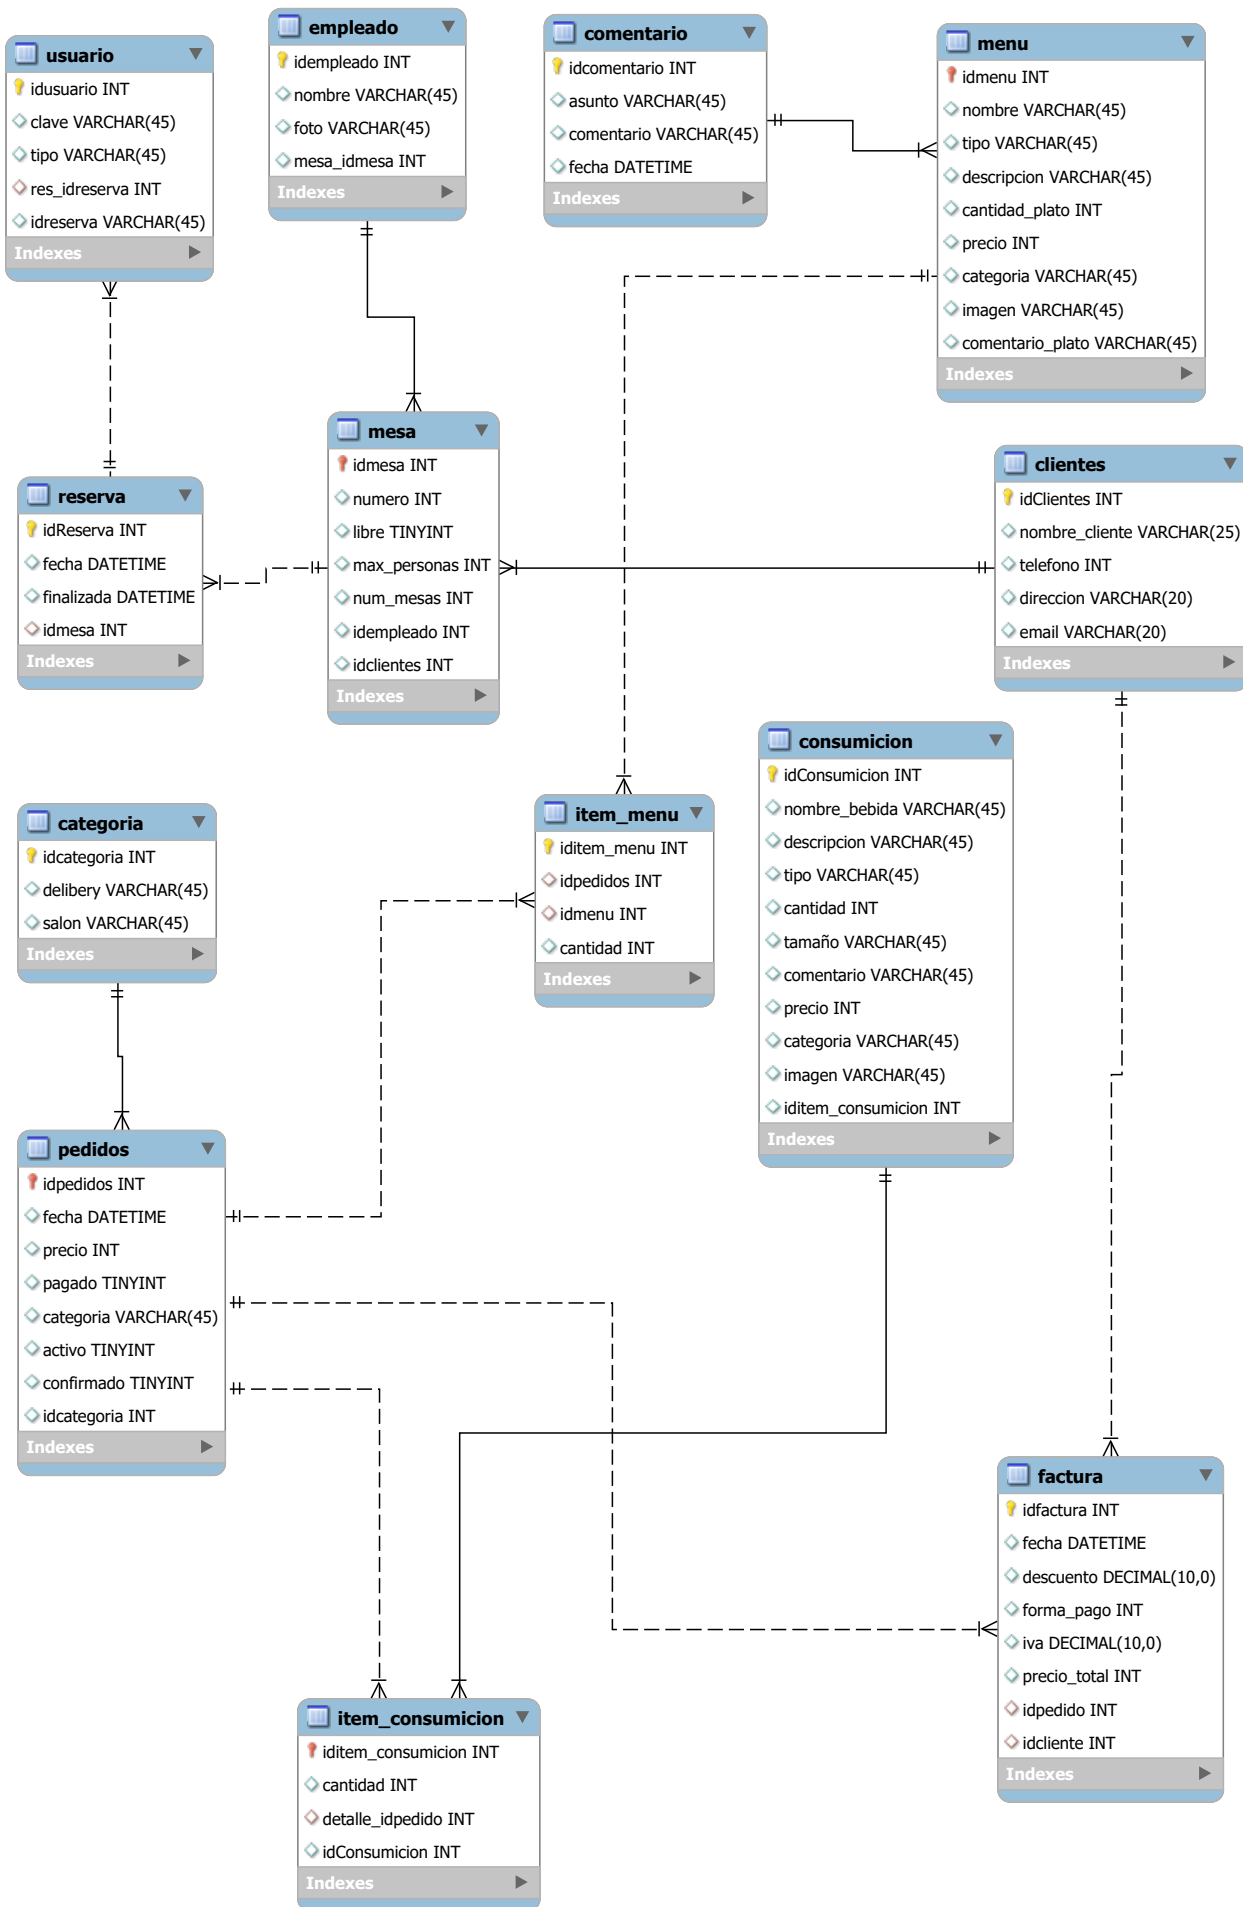 usuario
idusuario INT
clave VARCHAR(45)
tipo VARCHAR(45)
res_idreserva INT
idreserva VARCHAR(45)
Indexes
empleado
idempleado INT
nombre VARCHAR(45)
foto VARCHAR(45)
mesa_idmesa INT
Indexes
comentario
idcomentario INT
asunto VARCHAR(45)
comentario VARCHAR(45)
fecha DATETIME
Indexes
menu
idmenu INT
nombre VARCHAR(45)
tipo VARCHAR(45)
descripcion VARCHAR(45)
cantidad_plato INT
precio INT
categoria VARCHAR(45)
imagen VARCHAR(45)
comentario_plato VARCHAR(45)
Indexes
reserva
idReserva INT
fecha DATETIME
finalizada DATETIME
idmesa INT
Indexes
mesa
idmesa INT
numero INT
libre TINYINT
max_personas INT
num_mesas INT
idempleado INT
idclientes INT
Indexes
clientes
idClientes INT
nombre_cliente VARCHAR(25)
telefono INT
direccion VARCHAR(20)
email VARCHAR(20)
Indexes
categoria
idcategoria INT
delibery VARCHAR(45)
salon VARCHAR(45)
Indexes
item_menu
iditem_menu INT
idpedidos INT
idmenu INT
cantidad INT
Indexes
consumicion
idConsumicion INT
nombre_bebida VARCHAR(45)
descripcion VARCHAR(45)
tipo VARCHAR(45)
cantidad INT
tamaño VARCHAR(45)
comentario VARCHAR(45)
precio INT
categoria VARCHAR(45)
imagen VARCHAR(45)
iditem_consumicion INT
Indexes
pedidos
idpedidos INT
fecha DATETIME
precio INT
pagado TINYINT
categoria VARCHAR(45)
activo TINYINT
confirmado TINYINT
idcategoria INT
Indexes
factura
idfactura INT
fecha DATETIME
descuento DECIMAL(10,0)
forma_pago INT
iva DECIMAL(10,0)
precio_total INT
idpedido INT
idcliente INT
Indexes
item_consumicion
iditem_consumicion INT
cantidad INT
detalle_idpedido INT
idConsumicion INT
Indexes